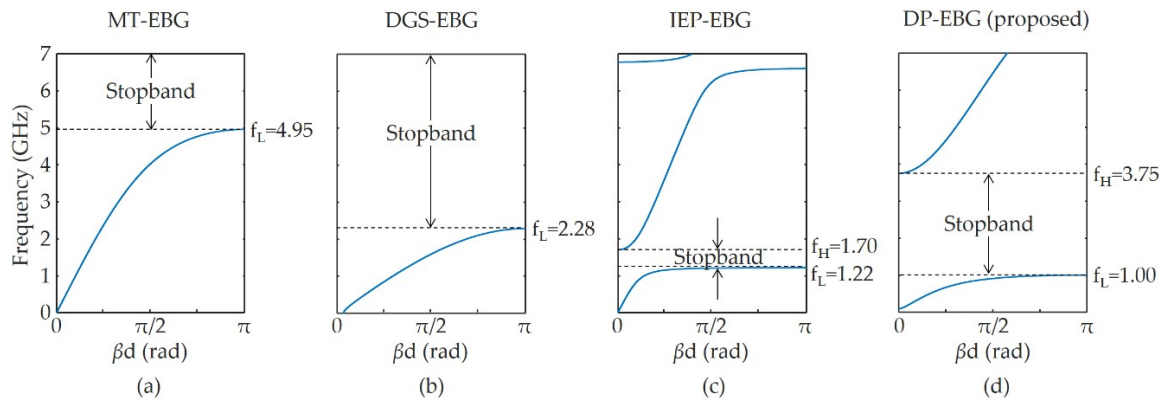 MT-EBG
DGS-EBG
IEP-EBG
DP-EBG (proposed)
Frequency (GHz)
7
6
5
4
3
2
1
0
Stopband
f_L=4.95
0
π/2
π
βd (rad)
(a)
Stopband
f_L=2.28
0
π/2
π
βd (rad)
(b)
Stopband
f_H=1.70
f_L=1.22
0
π/2
π
βd (rad)
(c)
f_H=3.75
Stopband
f_L=1.00
0
π/2
π
βd (rad)
(d)